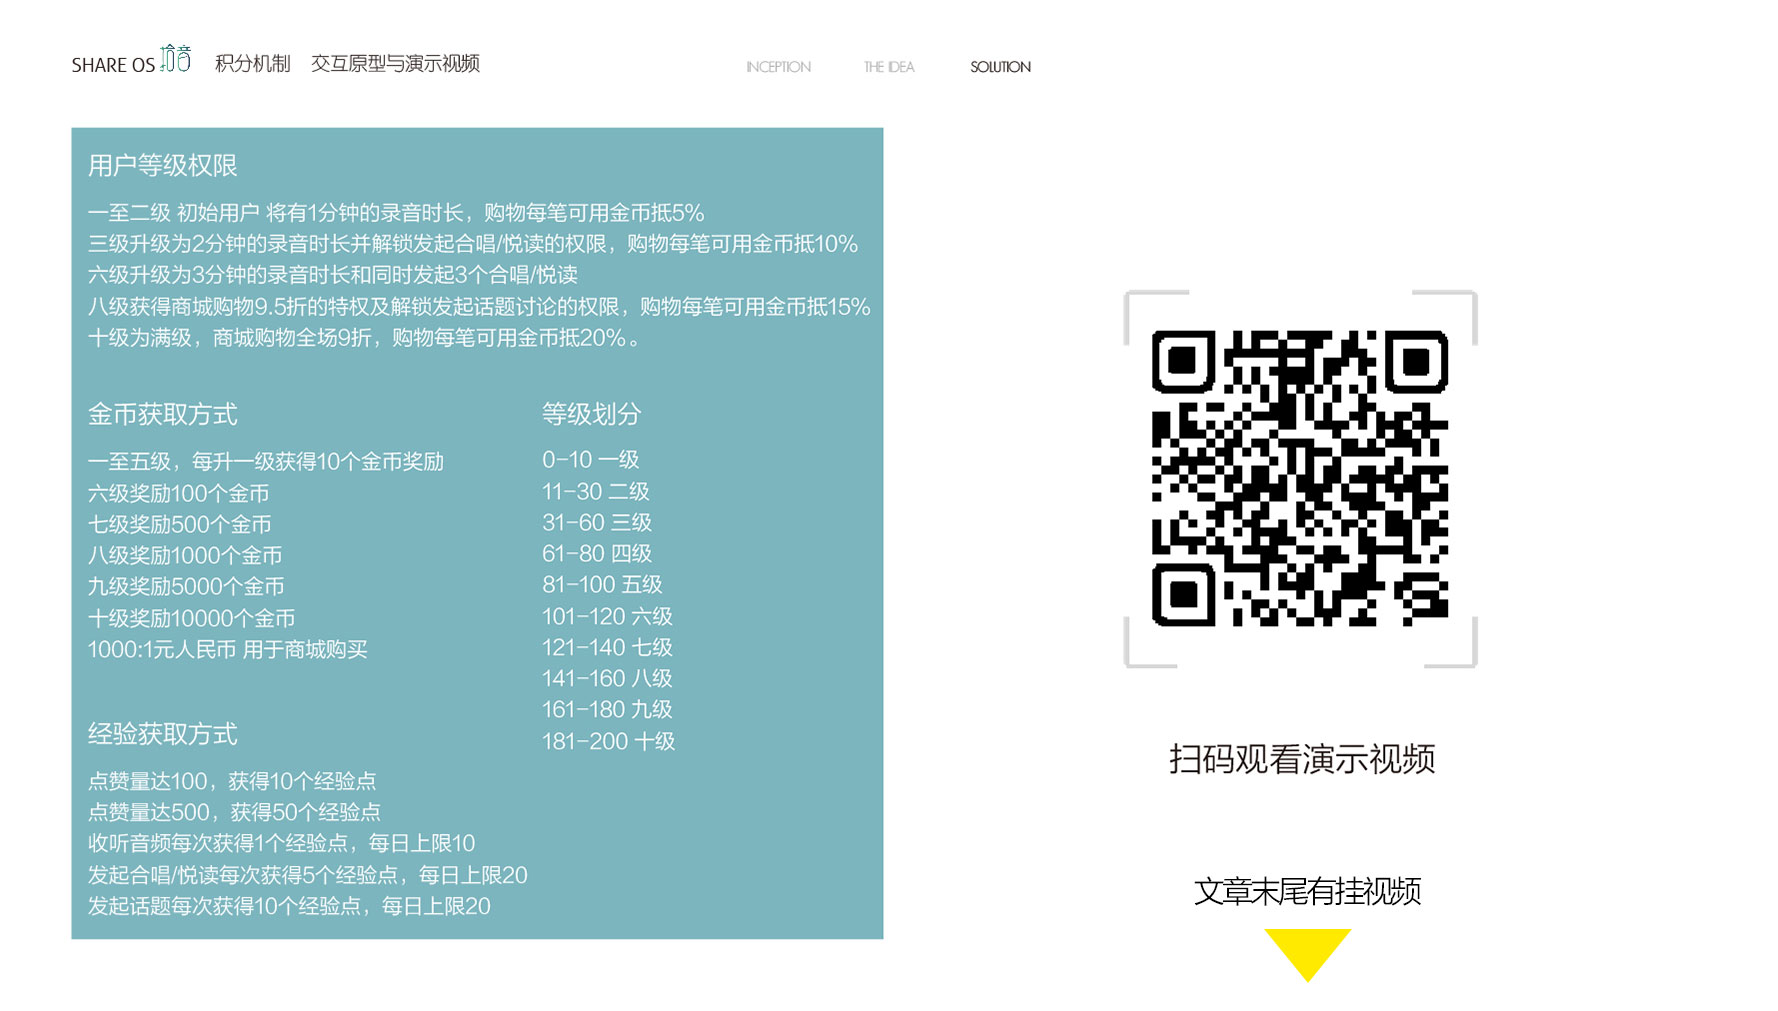 SHARE OS 拾音 积分机制 交互原型与演示视频
INCEPTION THE IDEA SOLUTION
用户等级权限
一至二级 初始用户 将有1分钟的录音时长，购物每笔可用金币抵5%
三级升级为2分钟的录音时长并解锁发起合唱/悦读的权限，购物每笔可用金币抵10%
六级升级为3分钟的录音时长和同时发起3个合唱/悦读
八级获得商城购物9.5折的特权及解锁发起话题讨论的权限，购物每笔可用金币抵15%
十级为满级，商城购物全场9折，购物每笔可用金币抵20%。
金币获取方式
一至五级，每升一级获得10个金币奖励
六级奖励100个金币
七级奖励500个金币
八级奖励1000个金币
九级奖励5000个金币
十级奖励10000个金币
1000:1元人民币 用于商城购买
等级划分
0-10 一级
11-30 二级
31-60 三级
61-80 四级
81-100 五级
101-120 六级
121-140 七级
141-160 八级
161-180 九级
181-200 十级
经验获取方式
点赞量达100，获得10个经验点
点赞量达500，获得50个经验点
收听音频每次获得1个经验点，每日上限10
发起合唱/悦读每次获得5个经验点，每日上限20
发起话题每次获得10个经验点，每日上限20
扫码观看演示视频
文章末尾有挂视频